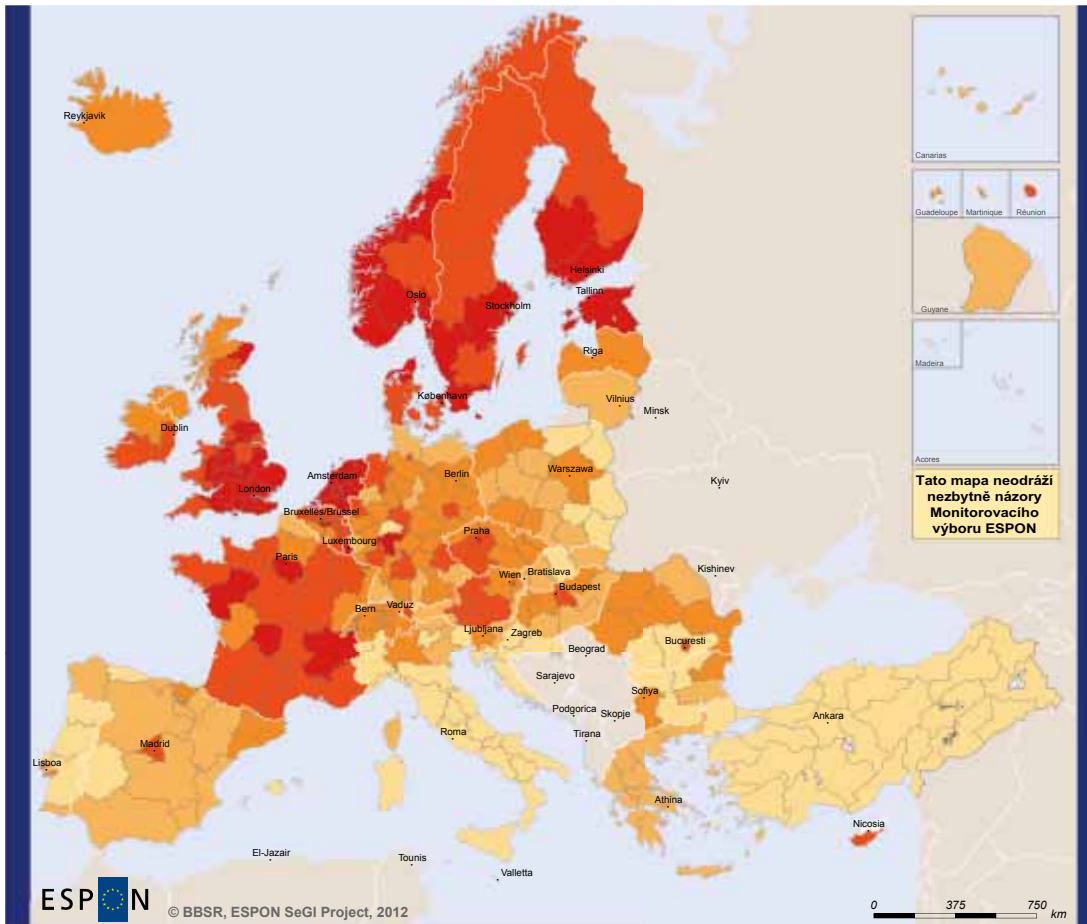 Reykjavik
Canarias
Guadeloupe
Martinique
Réunion
Guyane
Madeira
Acores
Tato mapa neodráží
nezbytně názory
Monitorovacího
výboru ESPON
Helsinki
Tallinn
Oslo
Stockholm
Riga
København
Vilnius
Minsk
Dublin
Amsterdam
Berlin
Warszawa
London
Kyiv
Bruxelles/Brussel
Praha
Luxembourg
Paris
Kishinev
Wien
Bratislava
Budapest
Bern
Vaduz
Ljubljana
Zagreb
Bucuresti
Beograd
Sarajevo
Sofiya
Podgorica
Skopje
Ankara
Roma
Tirana
Madrid
Lisboa
Athina
Nicosia
El-Jazair
Tounis
Valletta
ESPON
© BBSR, ESPON SeGI Project, 2012
0 375 750
km